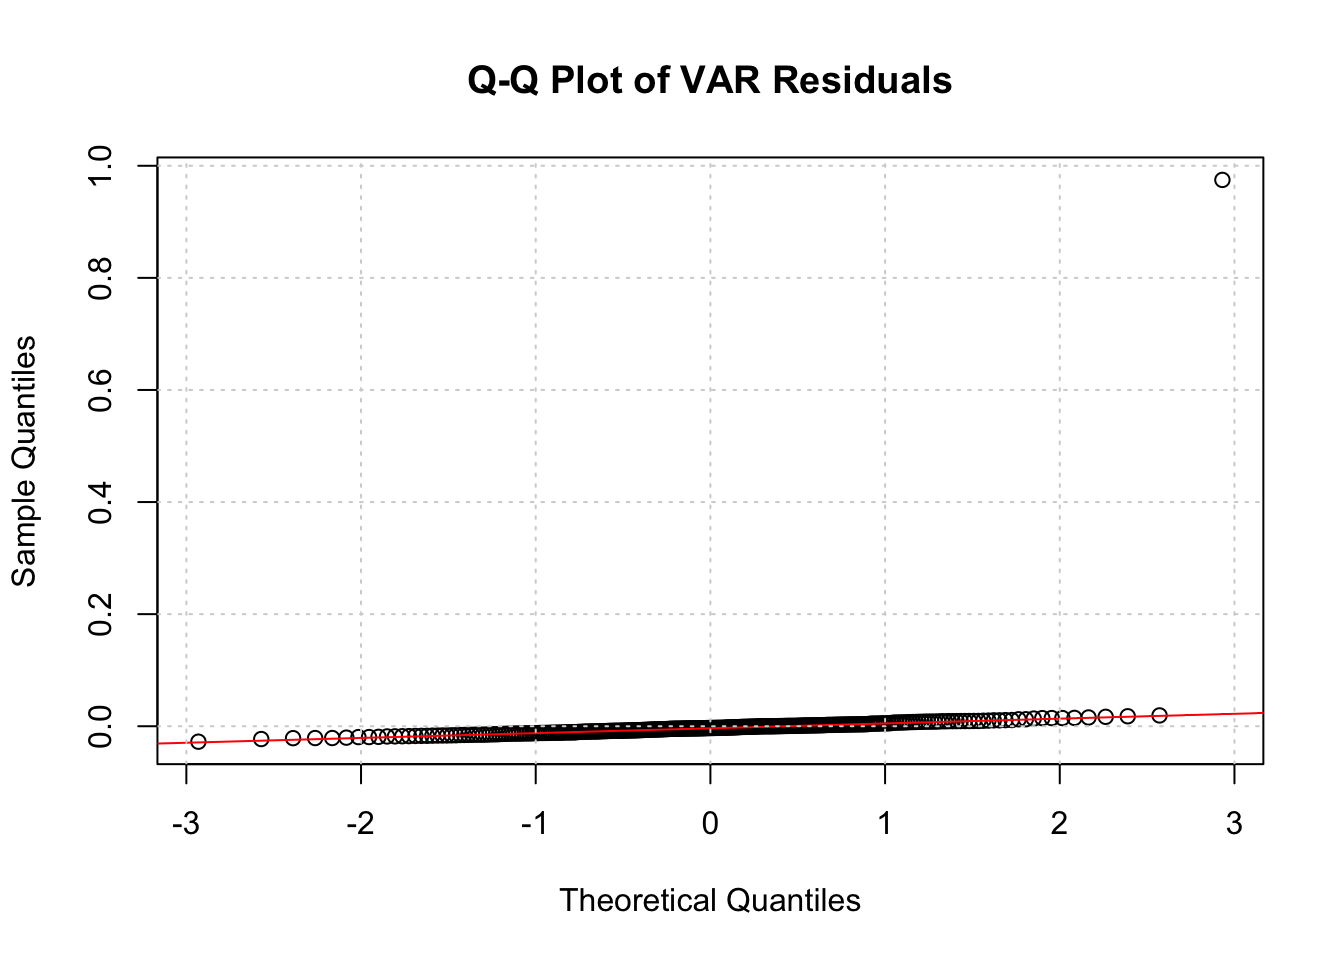 Q-Q Plot of VAR Residuals
Sample Quantiles
1.0
0.8
0.6
0.4
0.2
0.0
-3 -2 -1 0 1 2 3
Theoretical Quantiles